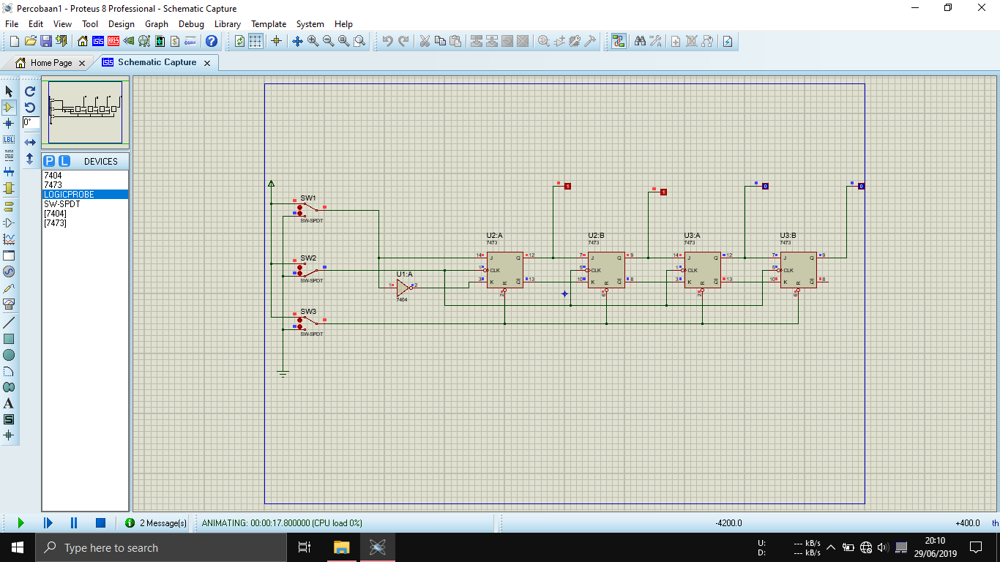 Percobaan1 - Proteus 8 Professional - Schematic Capture
File Edit View Tool Design Graph Debug Library Template System Help
Home Page Schematic Capture
0°
LBL
P L DEVICES
7404
7473
LOGICPROBE
SW-SPDT
[7404]
[7473]
A
S
SW1
SW-SPDT
SW2
SW-SPDT
SW3
SW-SPDT
U1:A
1 2
7404
1 1 0 0
U2:A
7473
14 J Q 12
1 CLK
3 K Q 13
R
2
U2:B
7473
7 J Q 9
5 CLK
10 K Q 8
R
6
U3:A
7473
14 J Q 12
1 CLK
3 K Q 13
R
2
U3:B
7473
7 J Q 9
5 CLK
10 K Q 8
R
6
2 Message(s) ANIMATING: 00:00:17.800000 (CPU load 0%) -4200.0 +400.0 th
Type here to search
U: --- kB/s
D: --- kB/s
20:10
29/06/2019